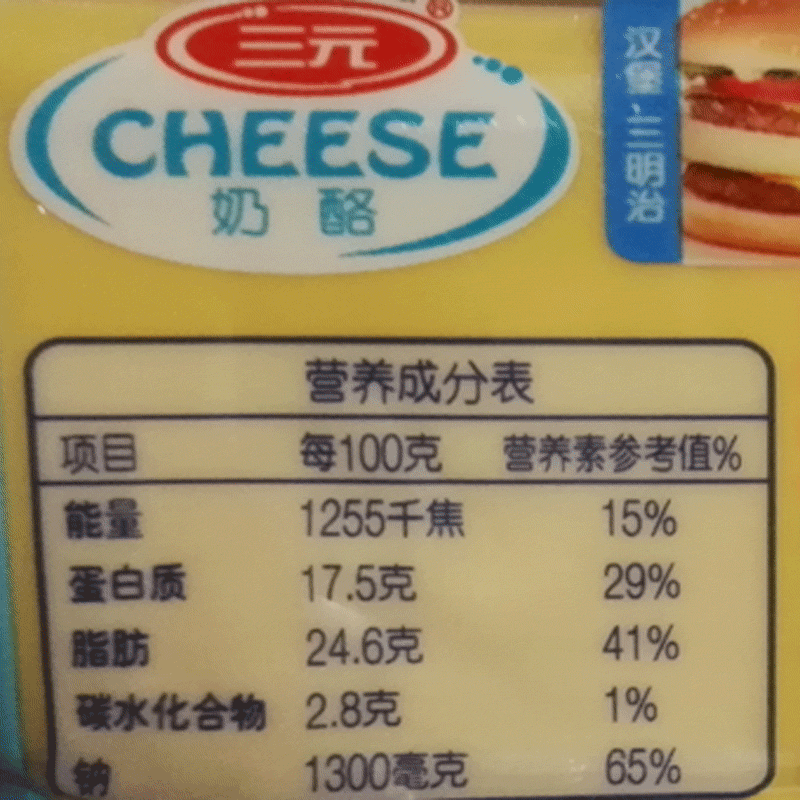 三元®
CHEESE
奶酪
汉堡·三明治
营养成分表
项目 每100克 营养素参考值%
能量 1255千焦 15%
蛋白质 17.5克 29%
脂肪 24.6克 41%
碳水化合物 2.8克 1%
钠 1300毫克 65%